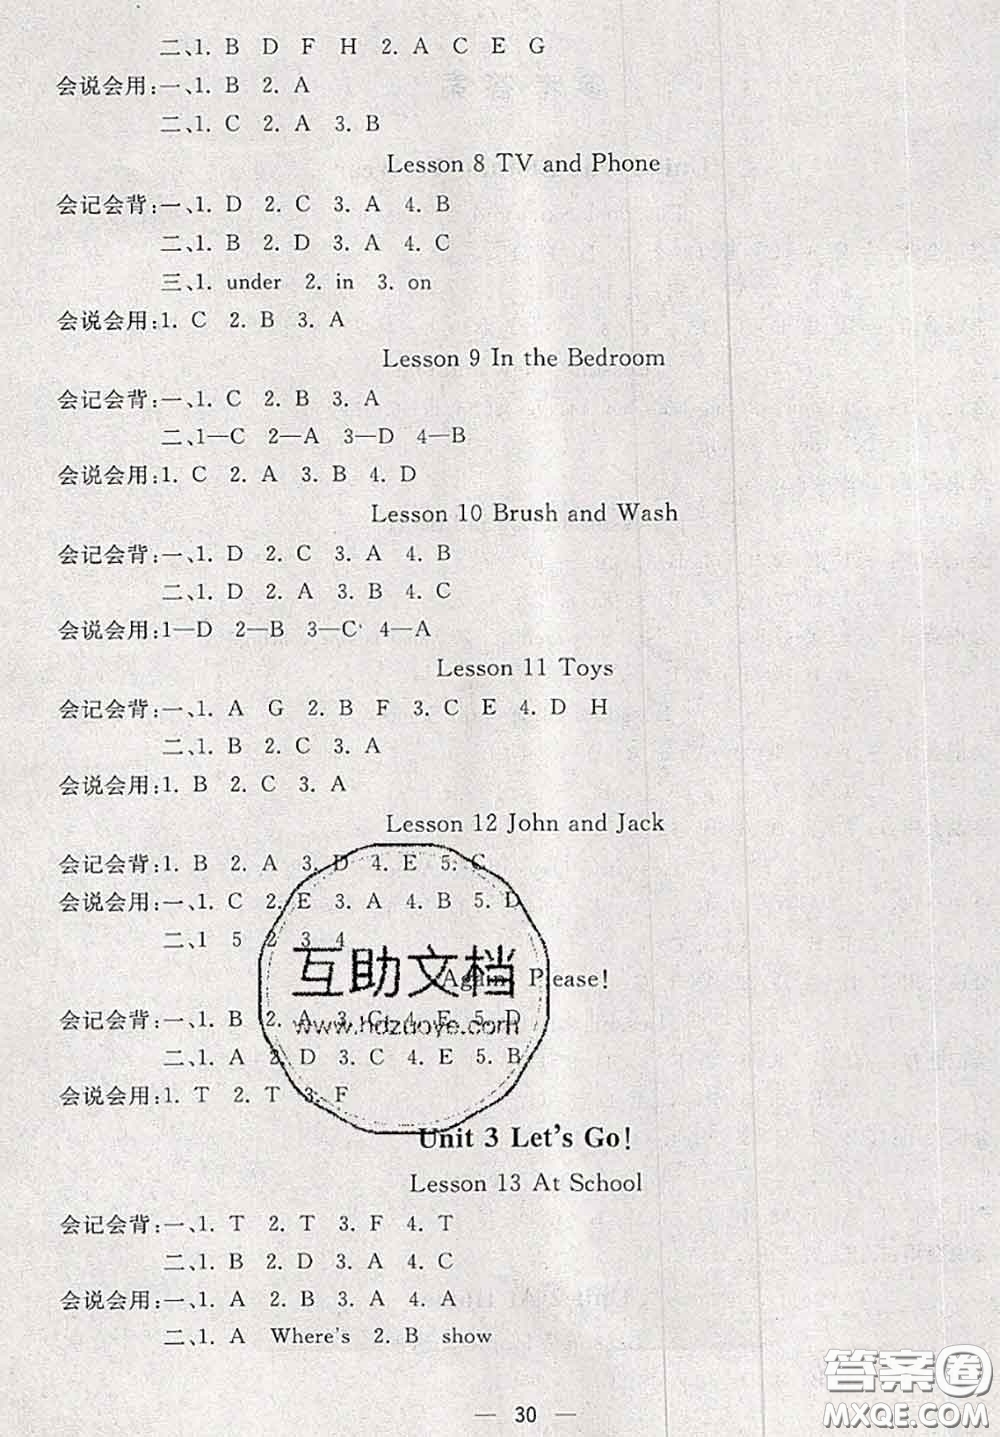 二、1. B D F H 2. A C E G
会说会用:一、1. B 2. A
二、1. C 2. A 3. B
Lesson 8 TV and Phone
会记会背:一、1. D 2. C 3. A 4. B
二、1. B 2. D 3. A 4. C
三、1. under 2. in 3. on
会说会用:1. C 2. B 3. A
Lesson 9 In the Bedroom
会记会背:一、1. C 2. B 3. A
二、1—C 2—A 3—D 4—B
会说会用:1. C 2. A 3. B 4. D
Lesson 10 Brush and Wash
会记会背:一、1. D 2. C 3. A 4. B
二、1. D 2. A 3. B 4. C
会说会用:1—D 2—B 3—C 4—A
Lesson 11 Toys
会记会背:一、1. A G 2. B F 3. C E 4. D H
二、1. B 2. C 3. A
会说会用:1. B 2. C 3. A
Lesson 12 John and Jack
会记会背:1. B 2. A 3. D 4. E 5. C
会说会用:一、1. C 2. E 3. A 4. B 5. D
二、1 5 2 3 4
互助文档
Again, Please!
www.hdzuoye.com
会记会背:一、1. B 2. A 3. C 4. E 5. D
二、1. A 2. D 3. C 4. E 5. B
会说会用:1. T 2. T 3. F
Unit 3 Let's Go!
Lesson 13 At School
会记会背:一、1. T 2. T 3. F 4. T
二、1. B 2. D 3. A 4. C
会说会用:一、1. A 2. B 3. A 4. A
二、1. A Where's 2. B show
答案圈
MXQE.COM
— 30 —